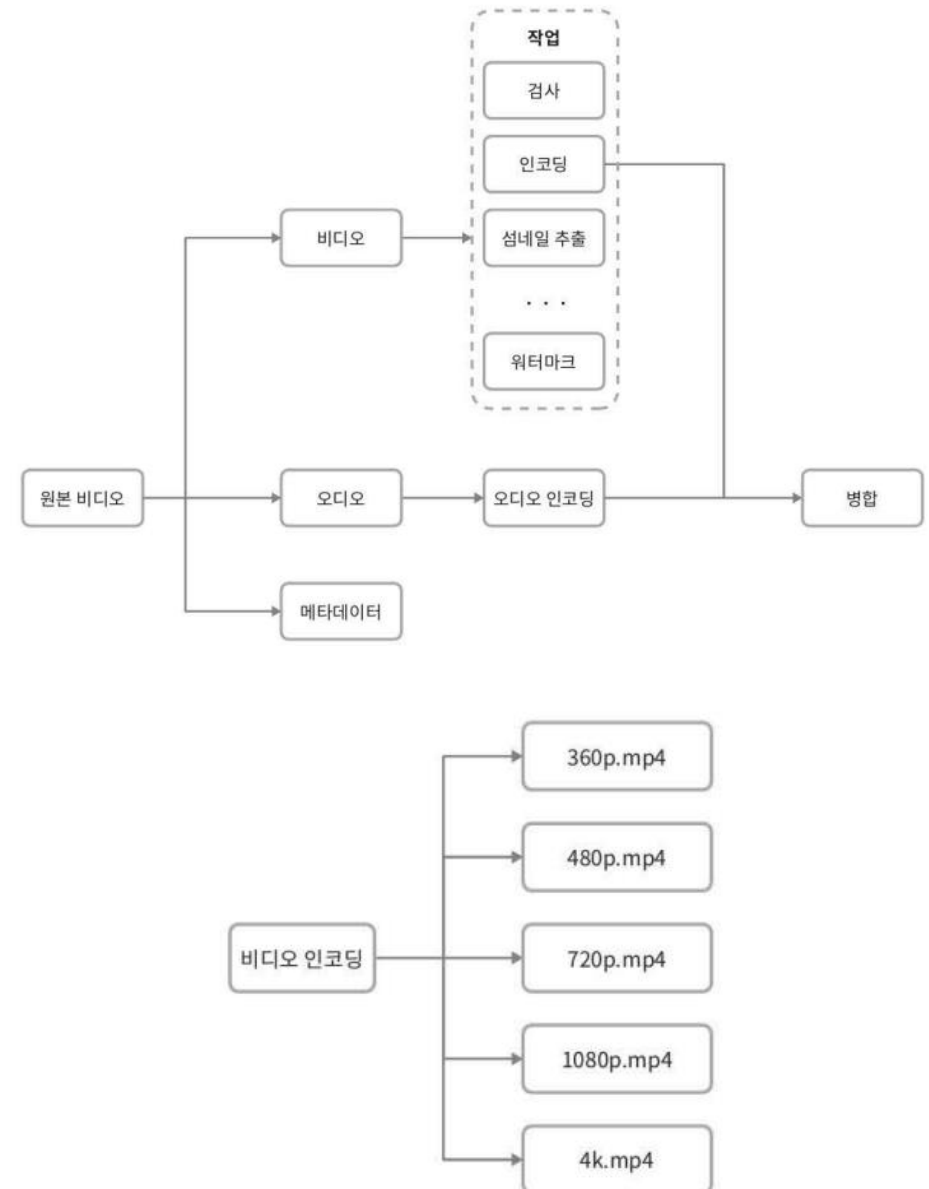 작업
검사
인코딩
비디오
섬네일 추출
. . .
워터마크
원본 비디오
오디오
오디오 인코딩
병합
메타데이터
360p.mp4
480p.mp4
비디오 인코딩
720p.mp4
1080p.mp4
4k.mp4